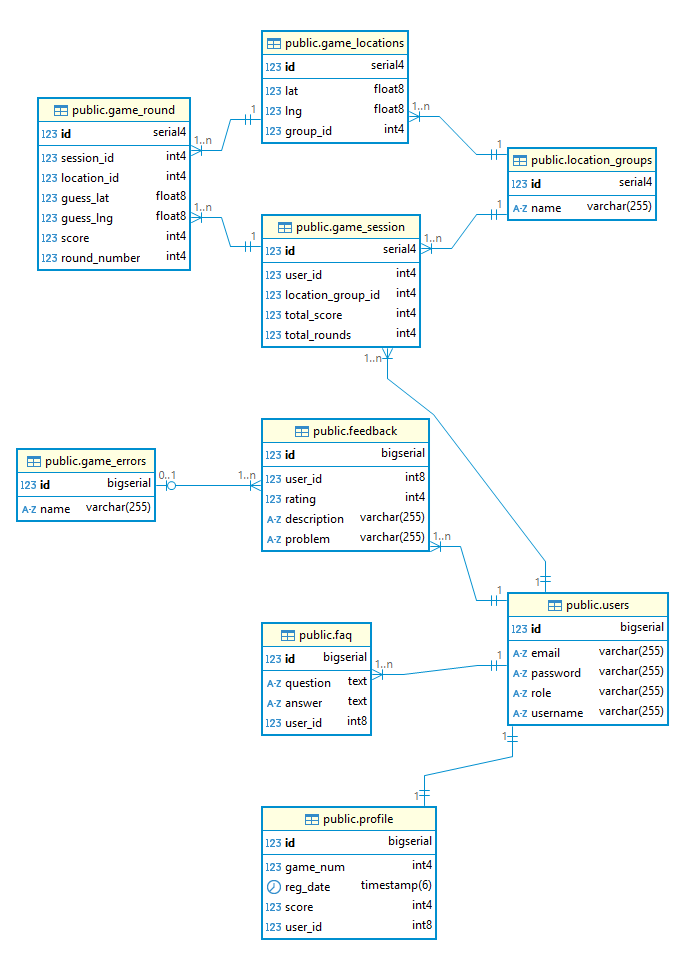 public.game_locations
123 id serial4
123 lat float8
123 lng float8
123 group_id int4
public.game_round
123 id serial4
123 session_id int4
123 location_id int4
123 guess_lat float8
123 guess_lng float8
123 score int4
123 round_number int4
1
1..n
1..n
1
1..n
1
public.location_groups
123 id serial4
A-Z name varchar(255)
1
1..n
public.game_session
123 id serial4
123 user_id int4
123 location_group_id int4
123 total_score int4
123 total_rounds int4
1..n
public.feedback
123 id bigserial
123 user_id int8
123 rating int4
A-Z description varchar(255)
A-Z problem varchar(255)
public.game_errors
123 id bigserial
A-Z name varchar(255)
0..1
1..n
1..n
1
1
public.users
123 id bigserial
A-Z email varchar(255)
A-Z password varchar(255)
A-Z role varchar(255)
A-Z username varchar(255)
public.faq
123 id bigserial
A-Z question text
A-Z answer text
123 user_id int8
1..n
1
1
1
public.profile
123 id bigserial
123 game_num int4
reg_date timestamp(6)
123 score int4
123 user_id int8